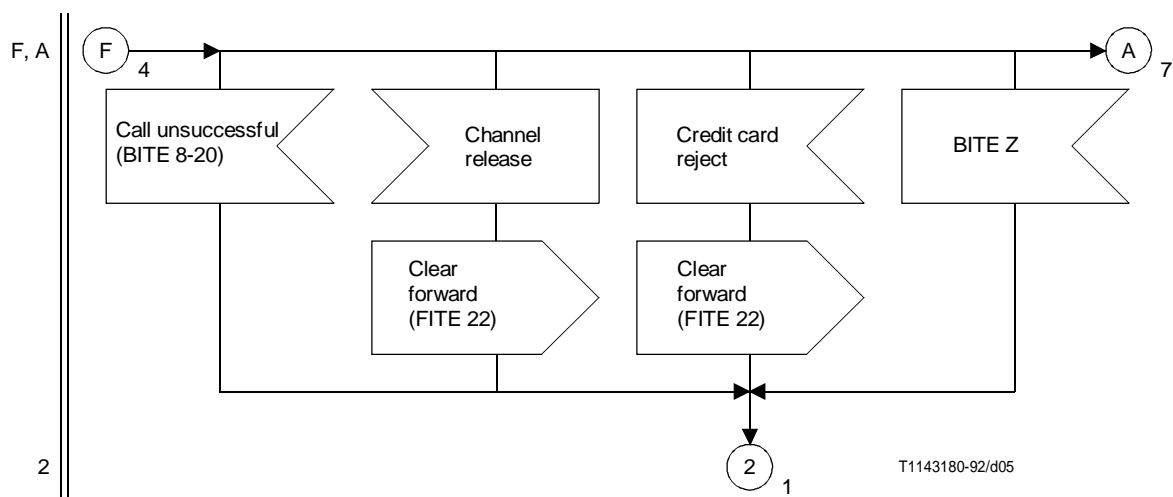 F, A
F
4
A
7
Call unsuccessful
(BITE 8-20)
Channel
release
Credit card
reject
BITE Z
Clear
forward
(FITE 22)
Clear
forward
(FITE 22)
2
2
1
T1143180-92/d05